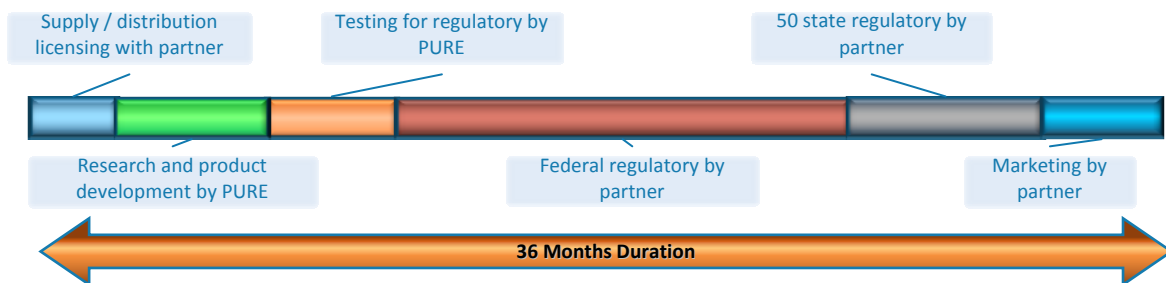 Supply / distribution
licensing with partner
Testing for regulatory by
PURE
50 state regulatory by
partner
Research and product
development by PURE
Federal regulatory by
partner
Marketing by
partner
36 Months Duration